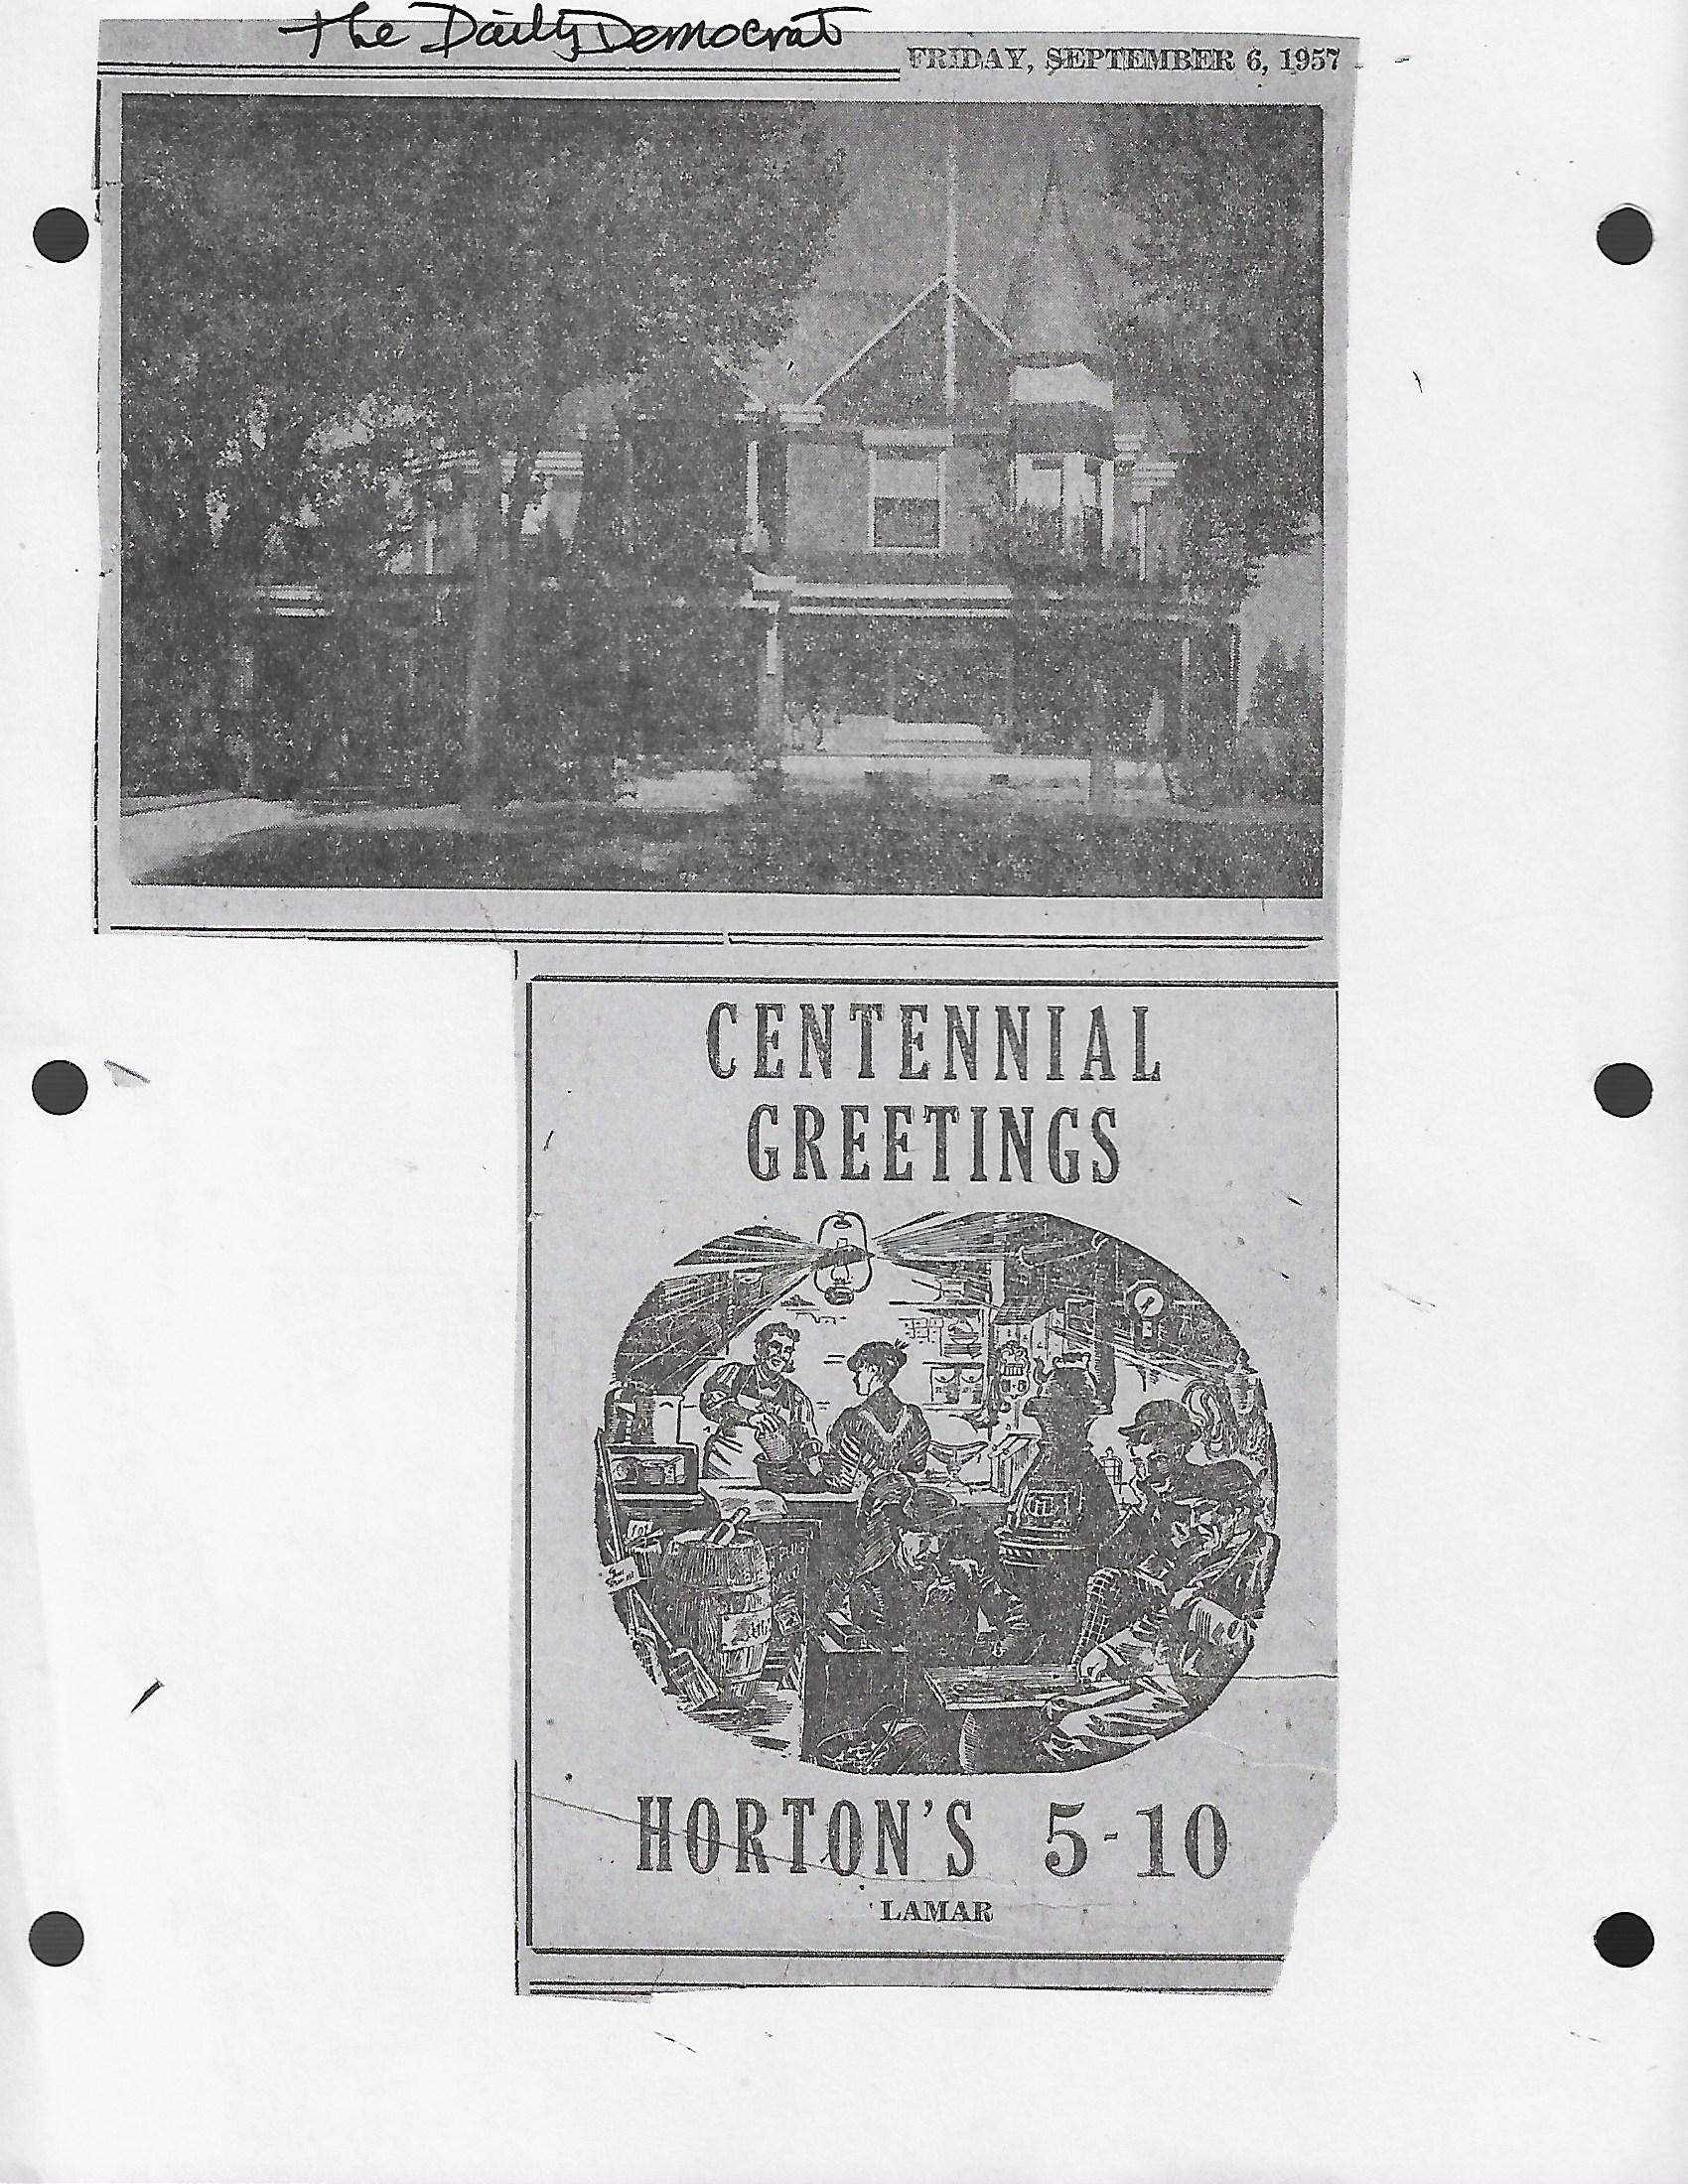 The Daily Democrat
FRIDAY, SEPTEMBER 6, 1957
CENTENNIAL
GREETINGS
HORTON'S 5-10
LAMAR